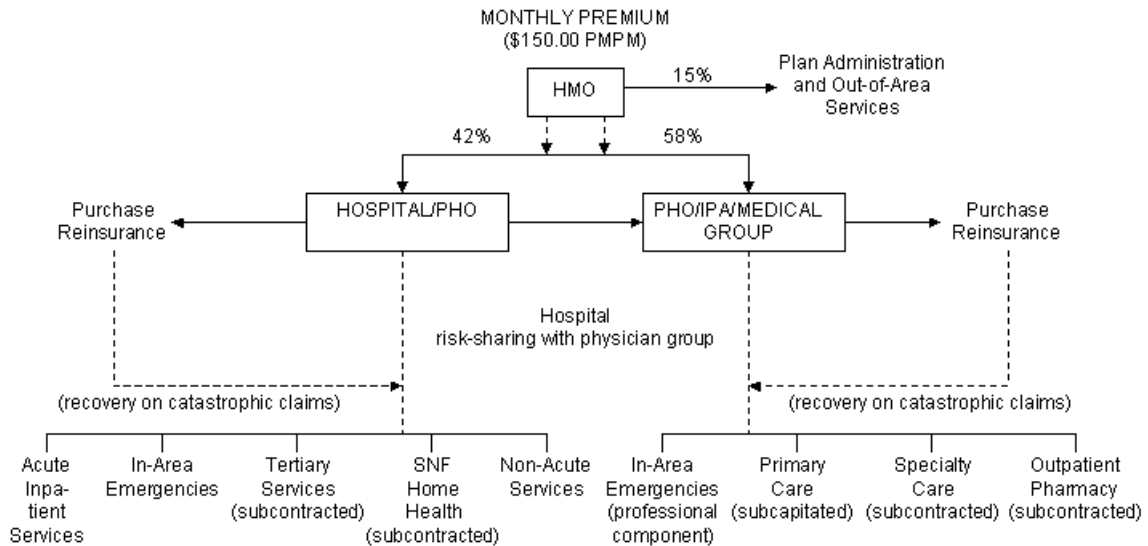 MONTHLY PREMIUM
($150.00 PMPM)
HMO
15%
Plan Administration
and Out-of-Area
Services
42%
58%
Purchase
Reinsurance
HOSPITAL/PHO
PHO/IPA/MEDICAL
GROUP
Purchase
Reinsurance
Hospital
risk-sharing with physician group
(recovery on catastrophic claims)
(recovery on catastrophic claims)
Acute
Inpa-
tient
Services
In-Area
Emergencies
Tertiary
Services
(subcontracted)
SNF
Home
Health
(subcontracted)
Non-Acute
Services
In-Area
Emergencies
(professional
component)
Primary
Care
(subcapitated)
Specialty
Care
(subcontracted)
Outpatient
Pharmacy
(subcontracted)